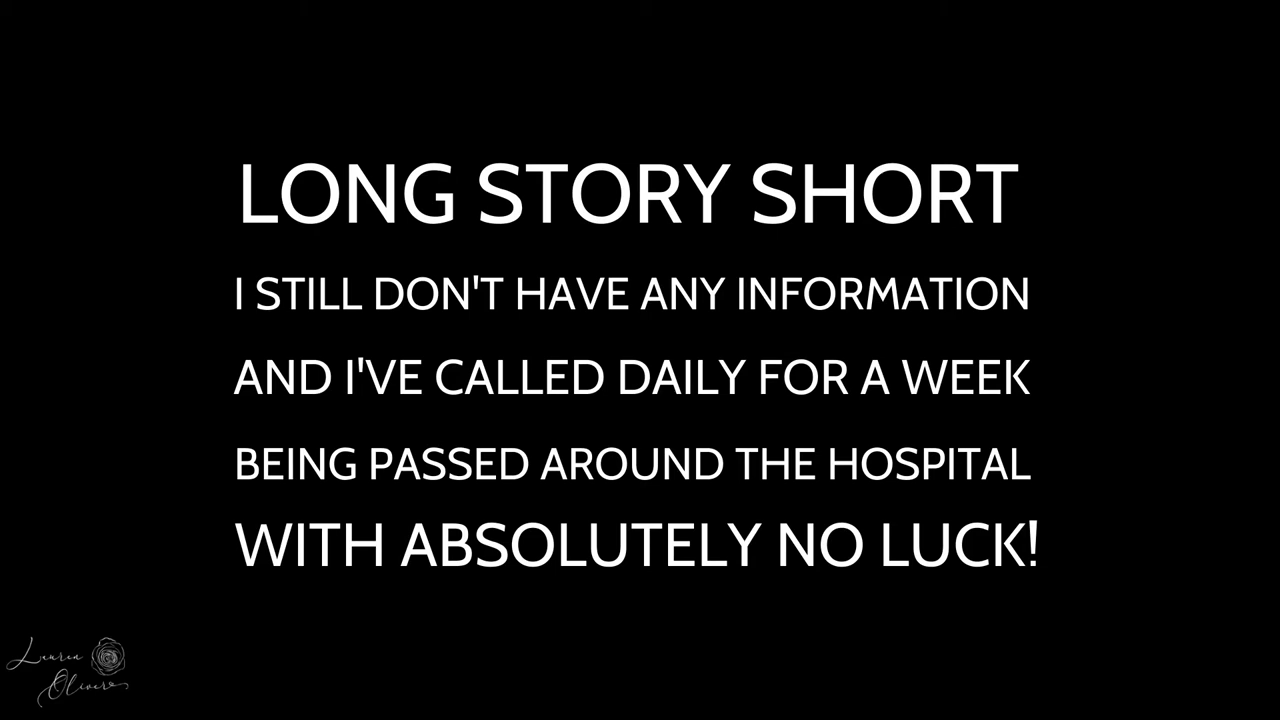 LONG STORY SHORT
I STILL DON'T HAVE ANY INFORMATION
AND I'VE CALLED DAILY FOR A WEEK
BEING PASSED AROUND THE HOSPITAL
WITH ABSOLUTELY NO LUCK!
Lauren